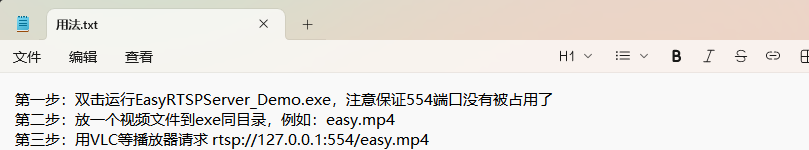 用法.txt
文件 编辑 查看 H1 B I S
第一步：双击运行EasyRTSPServer_Demo.exe，注意保证554端口没有被占用了
第二步：放一个视频文件到exe同目录，例如：easy.mp4
第三步：用VLC等播放器请求 rtsp://127.0.0.1:554/easy.mp4